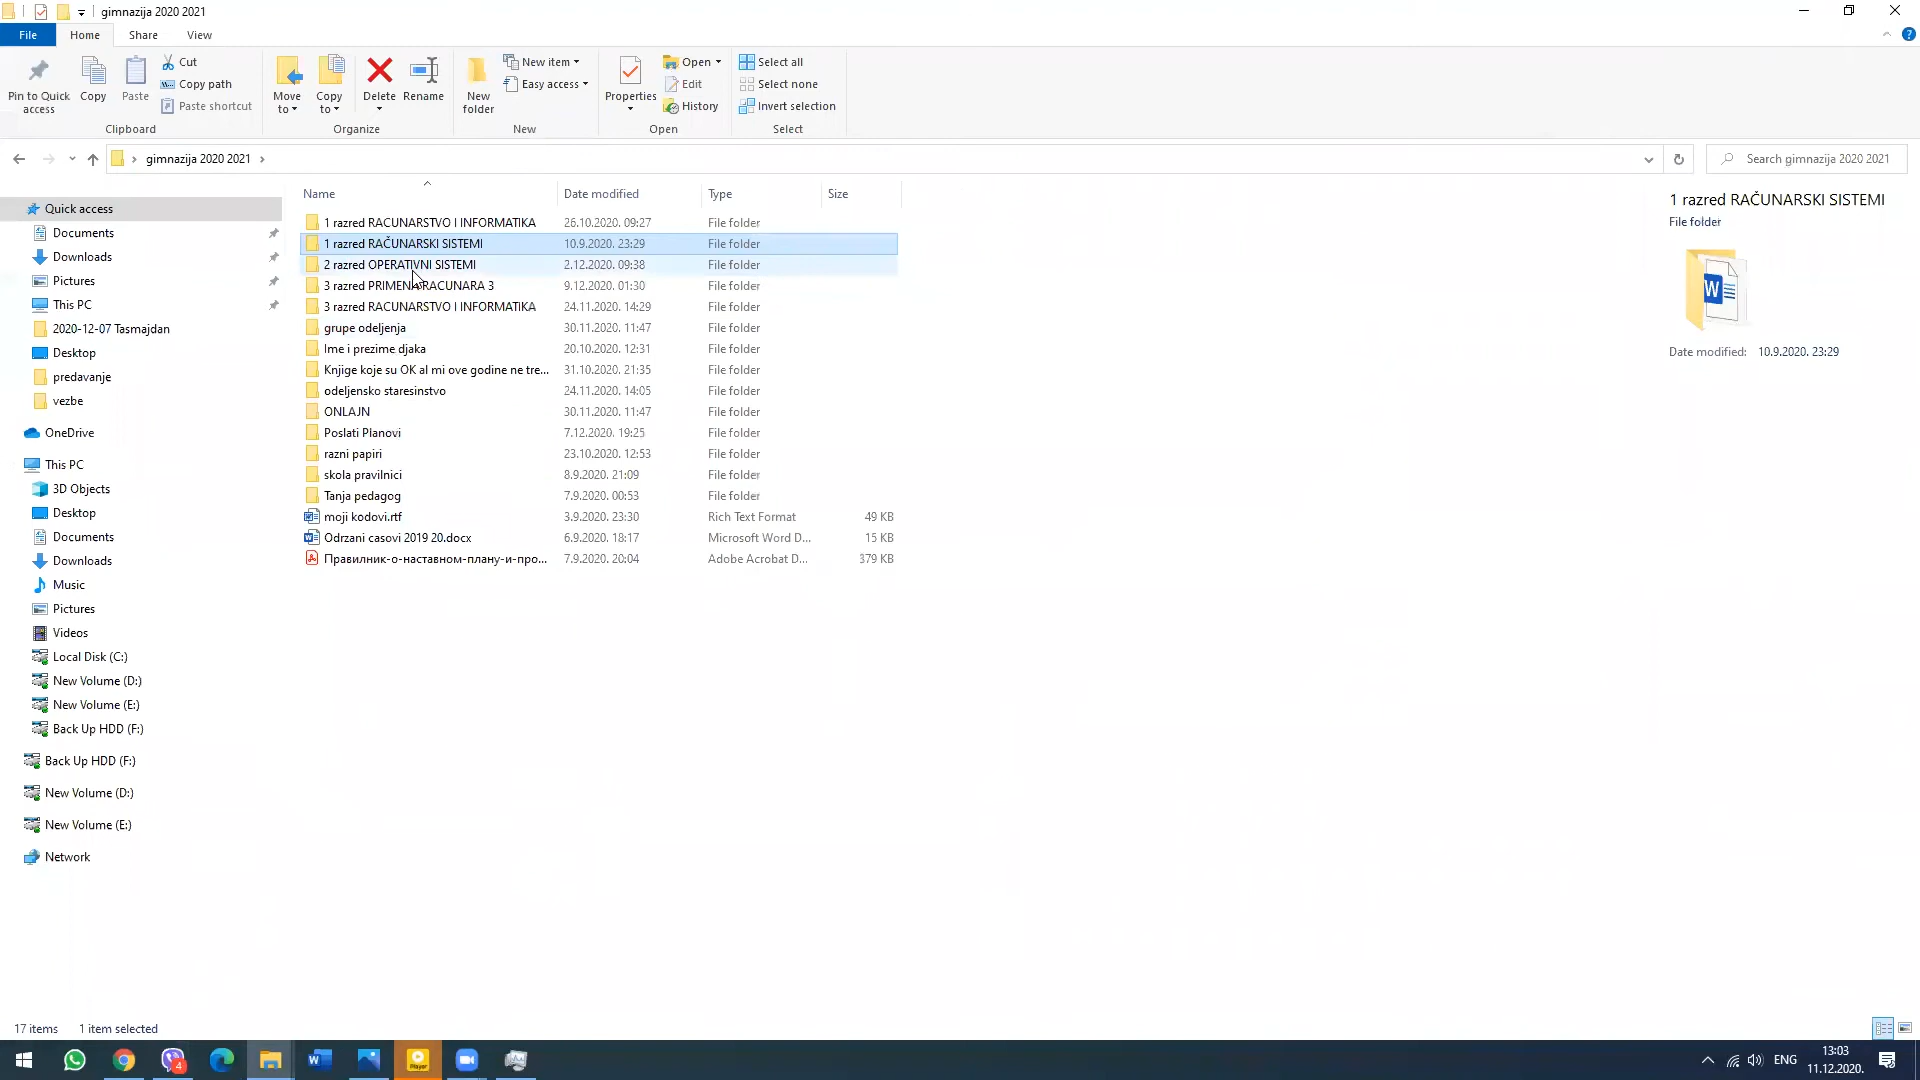 gimnazija 2020 2021
File Home Share View
Pin to Quick access
Copy
Paste
Cut
Copy path
Paste shortcut
Clipboard
Move to
Copy to
Delete
Rename
Organize
New folder
New item
Easy access
New
Properties
Open
Edit
History
Open
Select all
Select none
Invert selection
Select
gimnazija 2020 2021
Search gimnazija 2020 2021
Quick access
Documents
Downloads
Pictures
This PC
2020-12-07 Tasmajdan
Desktop
predavanje
vezbe
OneDrive
This PC
3D Objects
Desktop
Documents
Downloads
Music
Pictures
Videos
Local Disk (C:)
New Volume (D:)
New Volume (E:)
Back Up HDD (F:)
Back Up HDD (F:)
New Volume (D:)
New Volume (E:)
Network
Name Date modified Type Size
1 razred RACUNARSTVO I INFORMATIKA 26.10.2020. 09:27 File folder
1 razred RAČUNARSKI SISTEMI 10.9.2020. 23:29 File folder
2 razred OPERATIVNI SISTEMI 2.12.2020. 09:38 File folder
3 razred PRIMENA RACUNARA 3 9.12.2020. 01:30 File folder
3 razred RACUNARSTVO I INFORMATIKA 24.11.2020. 14:29 File folder
grupe odeljenja 30.11.2020. 11:47 File folder
Ime i prezime djaka 20.10.2020. 12:31 File folder
Knjige koje su OK al mi ove godine ne tre... 31.10.2020. 21:35 File folder
odeljensko staresinstvo 24.11.2020. 14:05 File folder
ONLAJN 30.11.2020. 11:47 File folder
Poslati Planovi 7.12.2020. 19:25 File folder
razni papiri 23.10.2020. 12:53 File folder
skola pravilnici 8.9.2020. 21:09 File folder
Tanja pedagog 7.9.2020. 00:53 File folder
moji kodovi.rtf 3.9.2020. 23:30 Rich Text Format 49 KB
Odrzani casovi 2019 20.docx 6.9.2020. 18:17 Microsoft Word D... 15 KB
Правилник-о-наставном-плану-и-про... 7.9.2020. 20:04 Adobe Acrobat D... 379 KB
1 razred RAČUNARSKI SISTEMI
File folder
W
Date modified: 10.9.2020. 23:29
17 items 1 item selected
4
Player
ENG
13:03
11.12.2020.